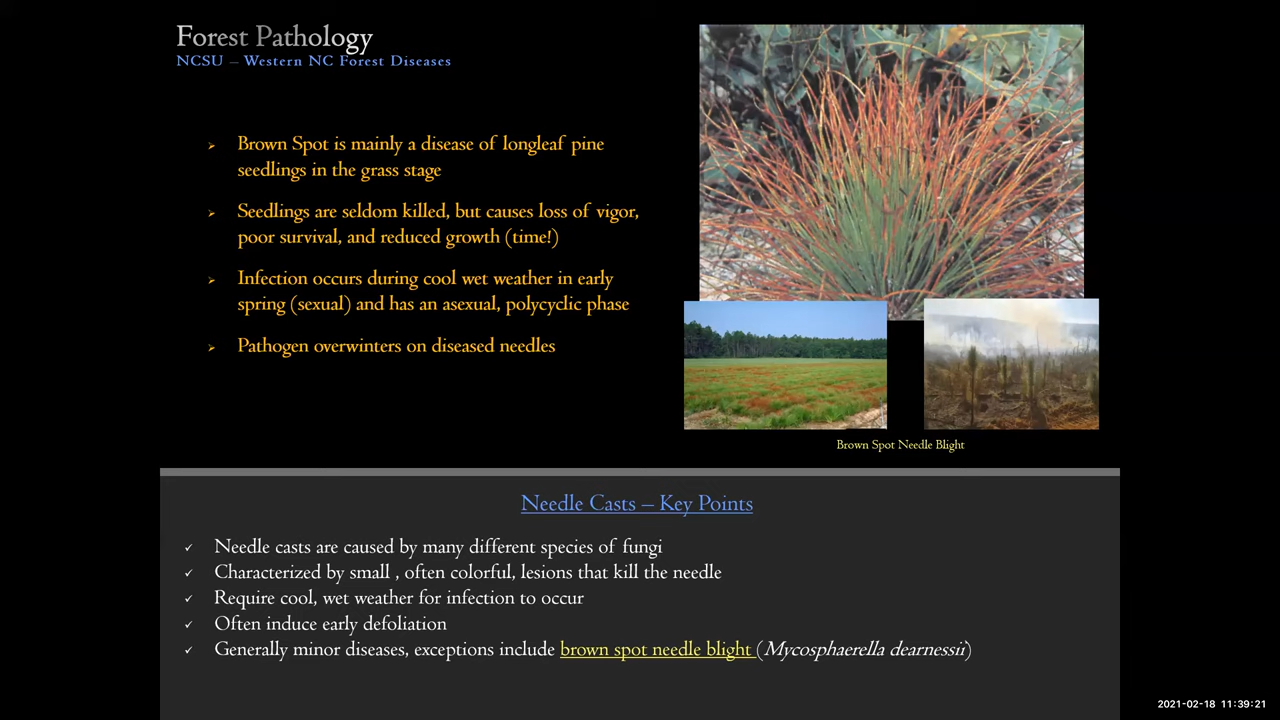 Forest Pathology
NCSU – Western NC Forest Diseases
➢ Brown Spot is mainly a disease of longleaf pine
seedlings in the grass stage
➢ Seedlings are seldom killed, but causes loss of vigor,
poor survival, and reduced growth (time!)
➢ Infection occurs during cool wet weather in early
spring (sexual) and has an asexual, polycyclic phase
➢ Pathogen overwinters on diseased needles
Brown Spot Needle Blight
Needle Casts – Key Points
✓ Needle casts are caused by many different species of fungi
✓ Characterized by small , often colorful, lesions that kill the needle
✓ Require cool, wet weather for infection to occur
✓ Often induce early defoliation
✓ Generally minor diseases, exceptions include brown spot needle blight (Mycosphaerella dearnessii)
2021-02-18 11:39:21